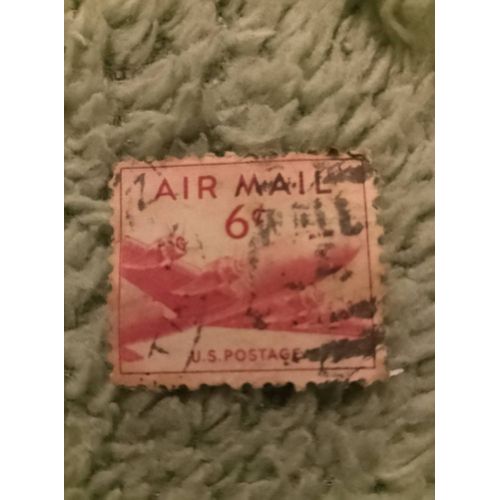 AIR MAIL
6¢
U.S. POSTAGE